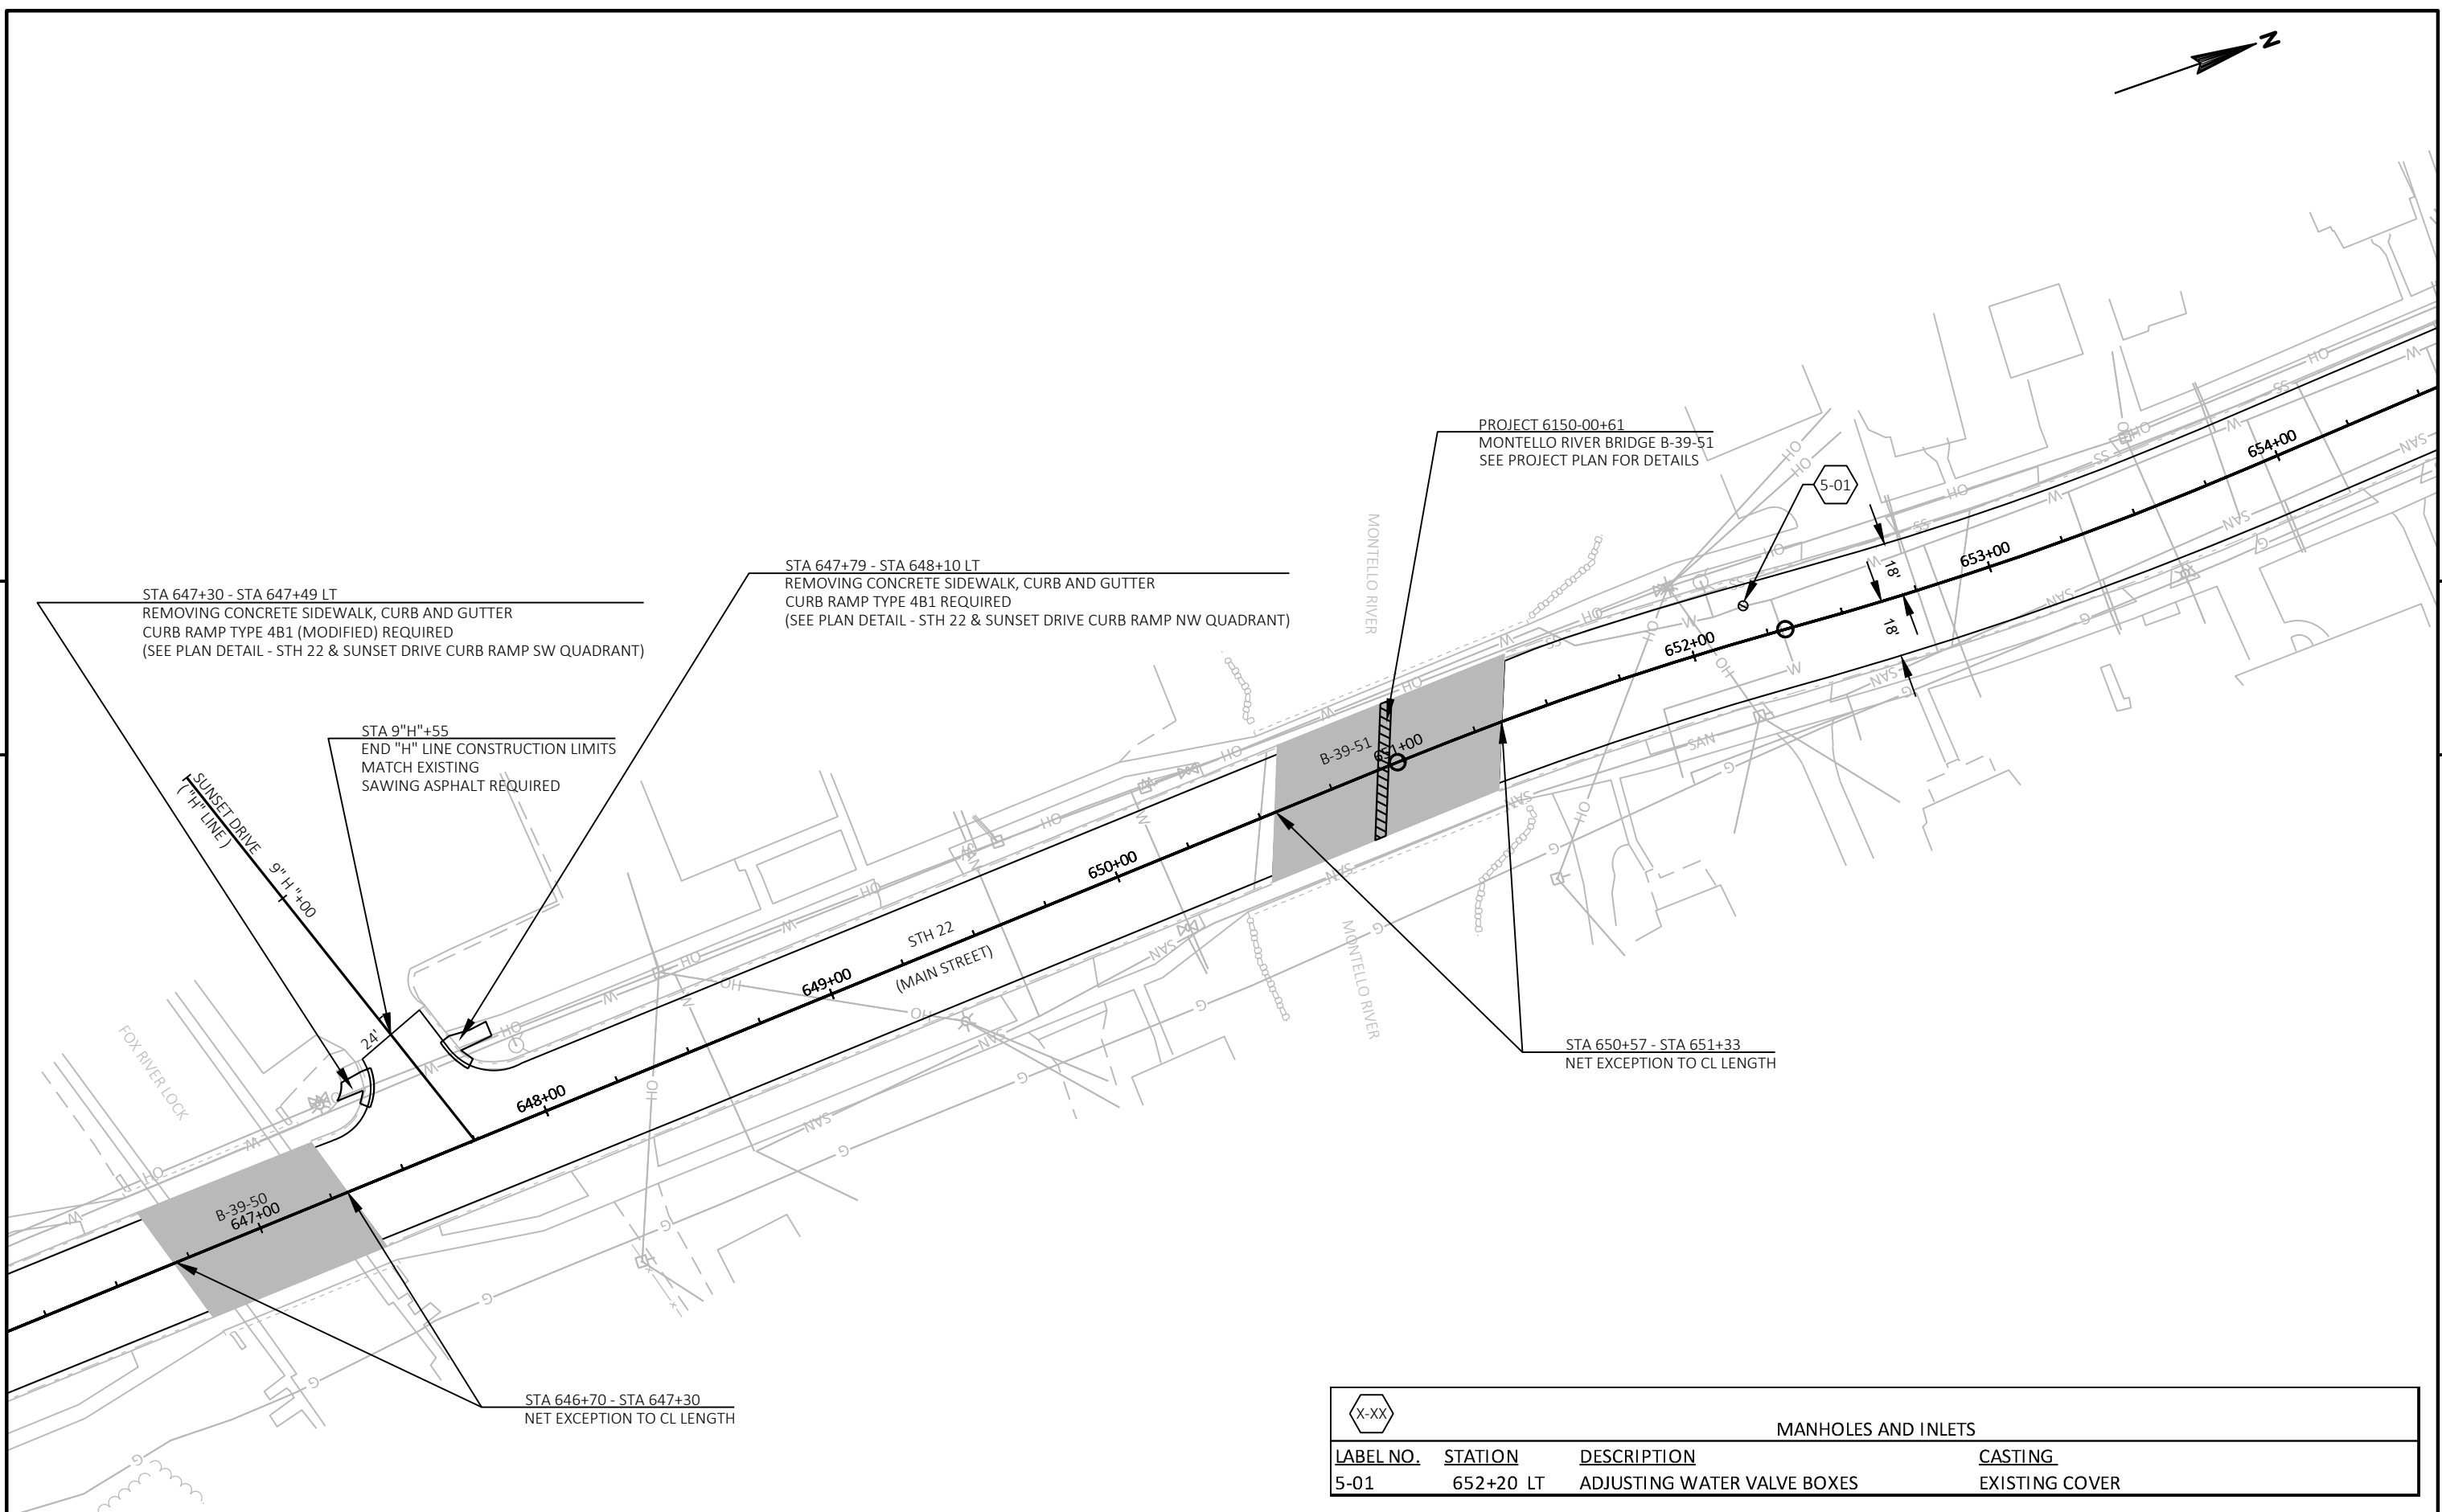 N
PROJECT 6150-00+61
MONTELLO RIVER BRIDGE B-39-51
SEE PROJECT PLAN FOR DETAILS
5-01
654+00
653+00
18'
18'
652+00
MONTELLO RIVER
STA 647+79 - STA 648+10 LT
REMOVING CONCRETE SIDEWALK, CURB AND GUTTER
CURB RAMP TYPE 4B1 REQUIRED
(SEE PLAN DETAIL - STH 22 & SUNSET DRIVE CURB RAMP NW QUADRANT)
STA 647+30 - STA 647+49 LT
REMOVING CONCRETE SIDEWALK, CURB AND GUTTER
CURB RAMP TYPE 4B1 (MODIFIED) REQUIRED
(SEE PLAN DETAIL - STH 22 & SUNSET DRIVE CURB RAMP SW QUADRANT)
STA 9"H"+55
END "H" LINE CONSTRUCTION LIMITS
MATCH EXISTING
SAWING ASPHALT REQUIRED
SUNSET DRIVE
( "H"LINE )
9" H "+00
24'
B-39-51
651+00
650+00
STH 22
(MAIN STREET)
649+00
648+00
MONTELLO RIVER
FOX RIVER LOCK
B-39-50
647+00
STA 650+57 - STA 651+33
NET EXCEPTION TO CL LENGTH
STA 646+70 - STA 647+30
NET EXCEPTION TO CL LENGTH
X-XX
MANHOLES AND INLETS
LABEL NO. STATION DESCRIPTION CASTING
5-01 652+20 LT ADJUSTING WATER VALVE BOXES EXISTING COVER